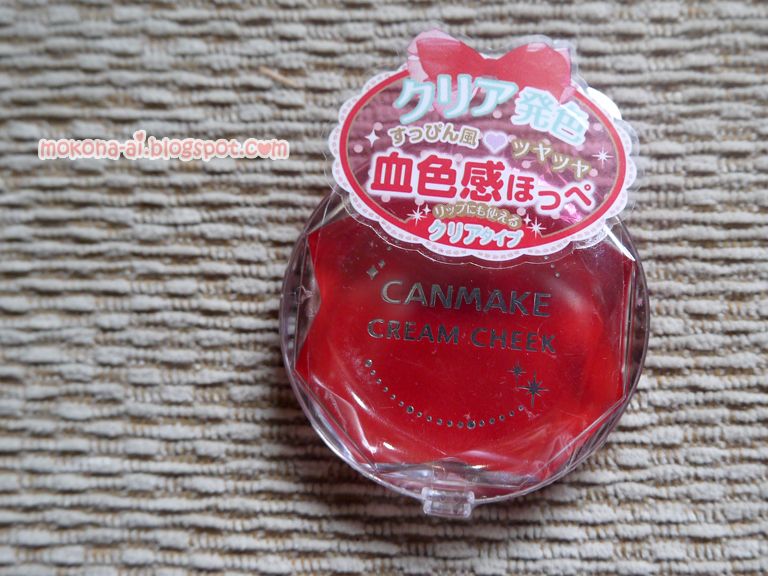 mokona-ai.blogspot.com
クリア発色
すっぴん風 ツヤツヤ
血色感ほっぺ
リップにも使える
クリアタイプ
CANMAKE
CREAM CHEEK